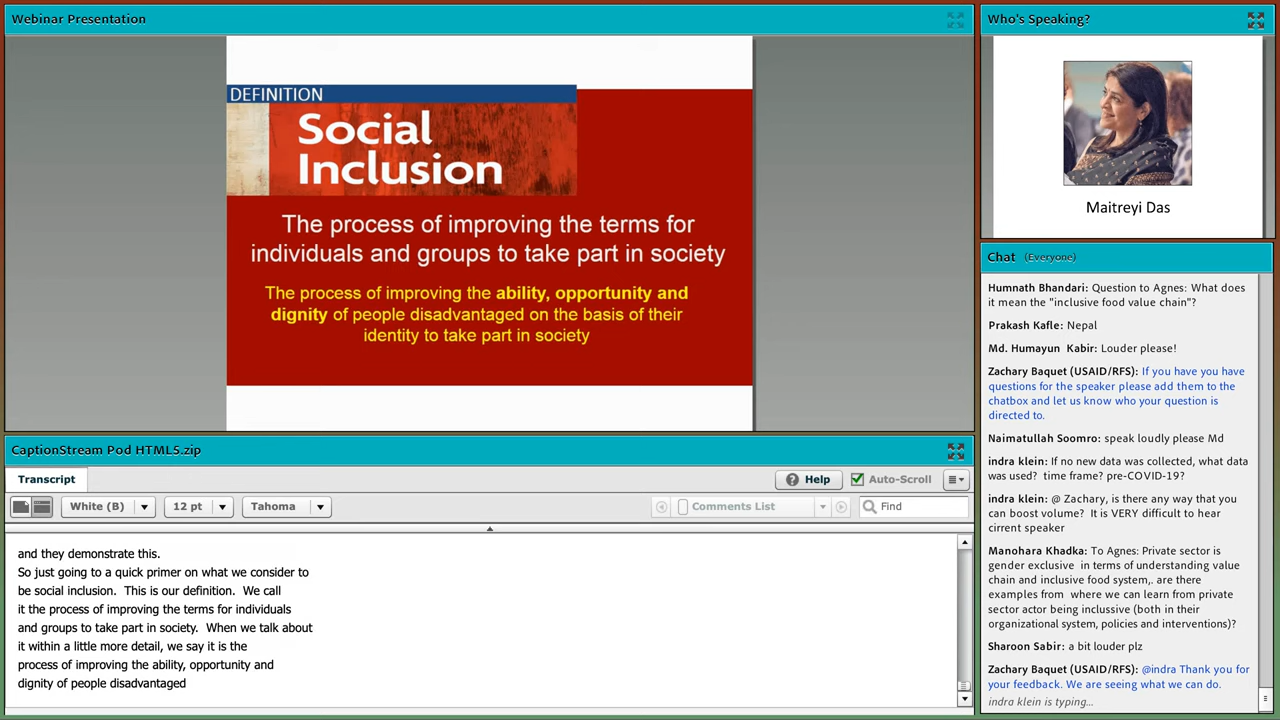 Webinar Presentation
DEFINITION
Social
Inclusion
The process of improving the terms for
individuals and groups to take part in society
The process of improving the ability, opportunity and
dignity of people disadvantaged on the basis of their
identity to take part in society
Who's Speaking?
Maitreyi Das
Chat (Everyone)
Humnath Bhandari: Question to Agnes: What does
it mean the "inclusive food value chain"?
Prakash Kafle: Nepal
Md. Humayun Kabir: Louder please!
Zachary Baquet (USAID/RFS): If you have you have
questions for the speaker please add them to the
chatbox and let us know who your question is
directed to.
Naimatullah Soomro: speak loudly please Md
indra klein: If no new data was collected, what data
was used? time frame? pre-COVID-19?
indra klein: @ Zachary, is there any way that you
can boost volume? It is VERY difficult to hear
cirrent speaker
Manohara Khadka: To Agnes: Private sector is
gender exclusive in terms of understanding value
chain and inclusive food system,. are there
examples from where we can learn from private
sector actor being inclussive (both in their
organizational system, policies and interventions)?
Sharoon Sabir: a bit louder plz
Zachary Baquet (USAID/RFS): @indra Thank you for
your feedback. We are seeing what we can do.
indra klein is typing...
CaptionStream Pod HTML5.zip
Transcript
Help
Auto-Scroll
White (B)
12 pt
Tahoma
Comments List
Find
and they demonstrate this.
So just going to a quick primer on what we consider to
be social inclusion. This is our definition. We call
it the process of improving the terms for individuals
and groups to take part in society. When we talk about
it within a little more detail, we say it is the
process of improving the ability, opportunity and
dignity of people disadvantaged